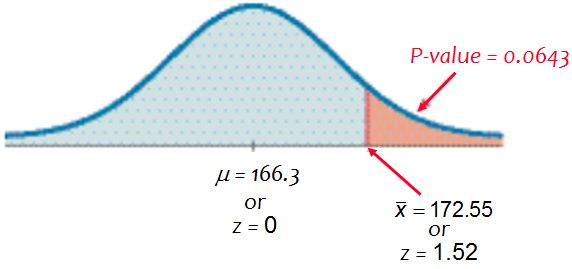 P-value = 0.0643
μ = 166.3
or
z = 0
x̅ = 172.55
or
z = 1.52